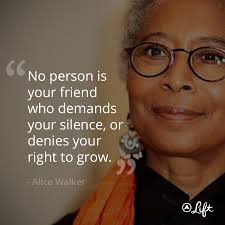 “
No person is
your friend
who demands
your silence, or
denies your
right to grow.
”
- Alice Walker
Lift